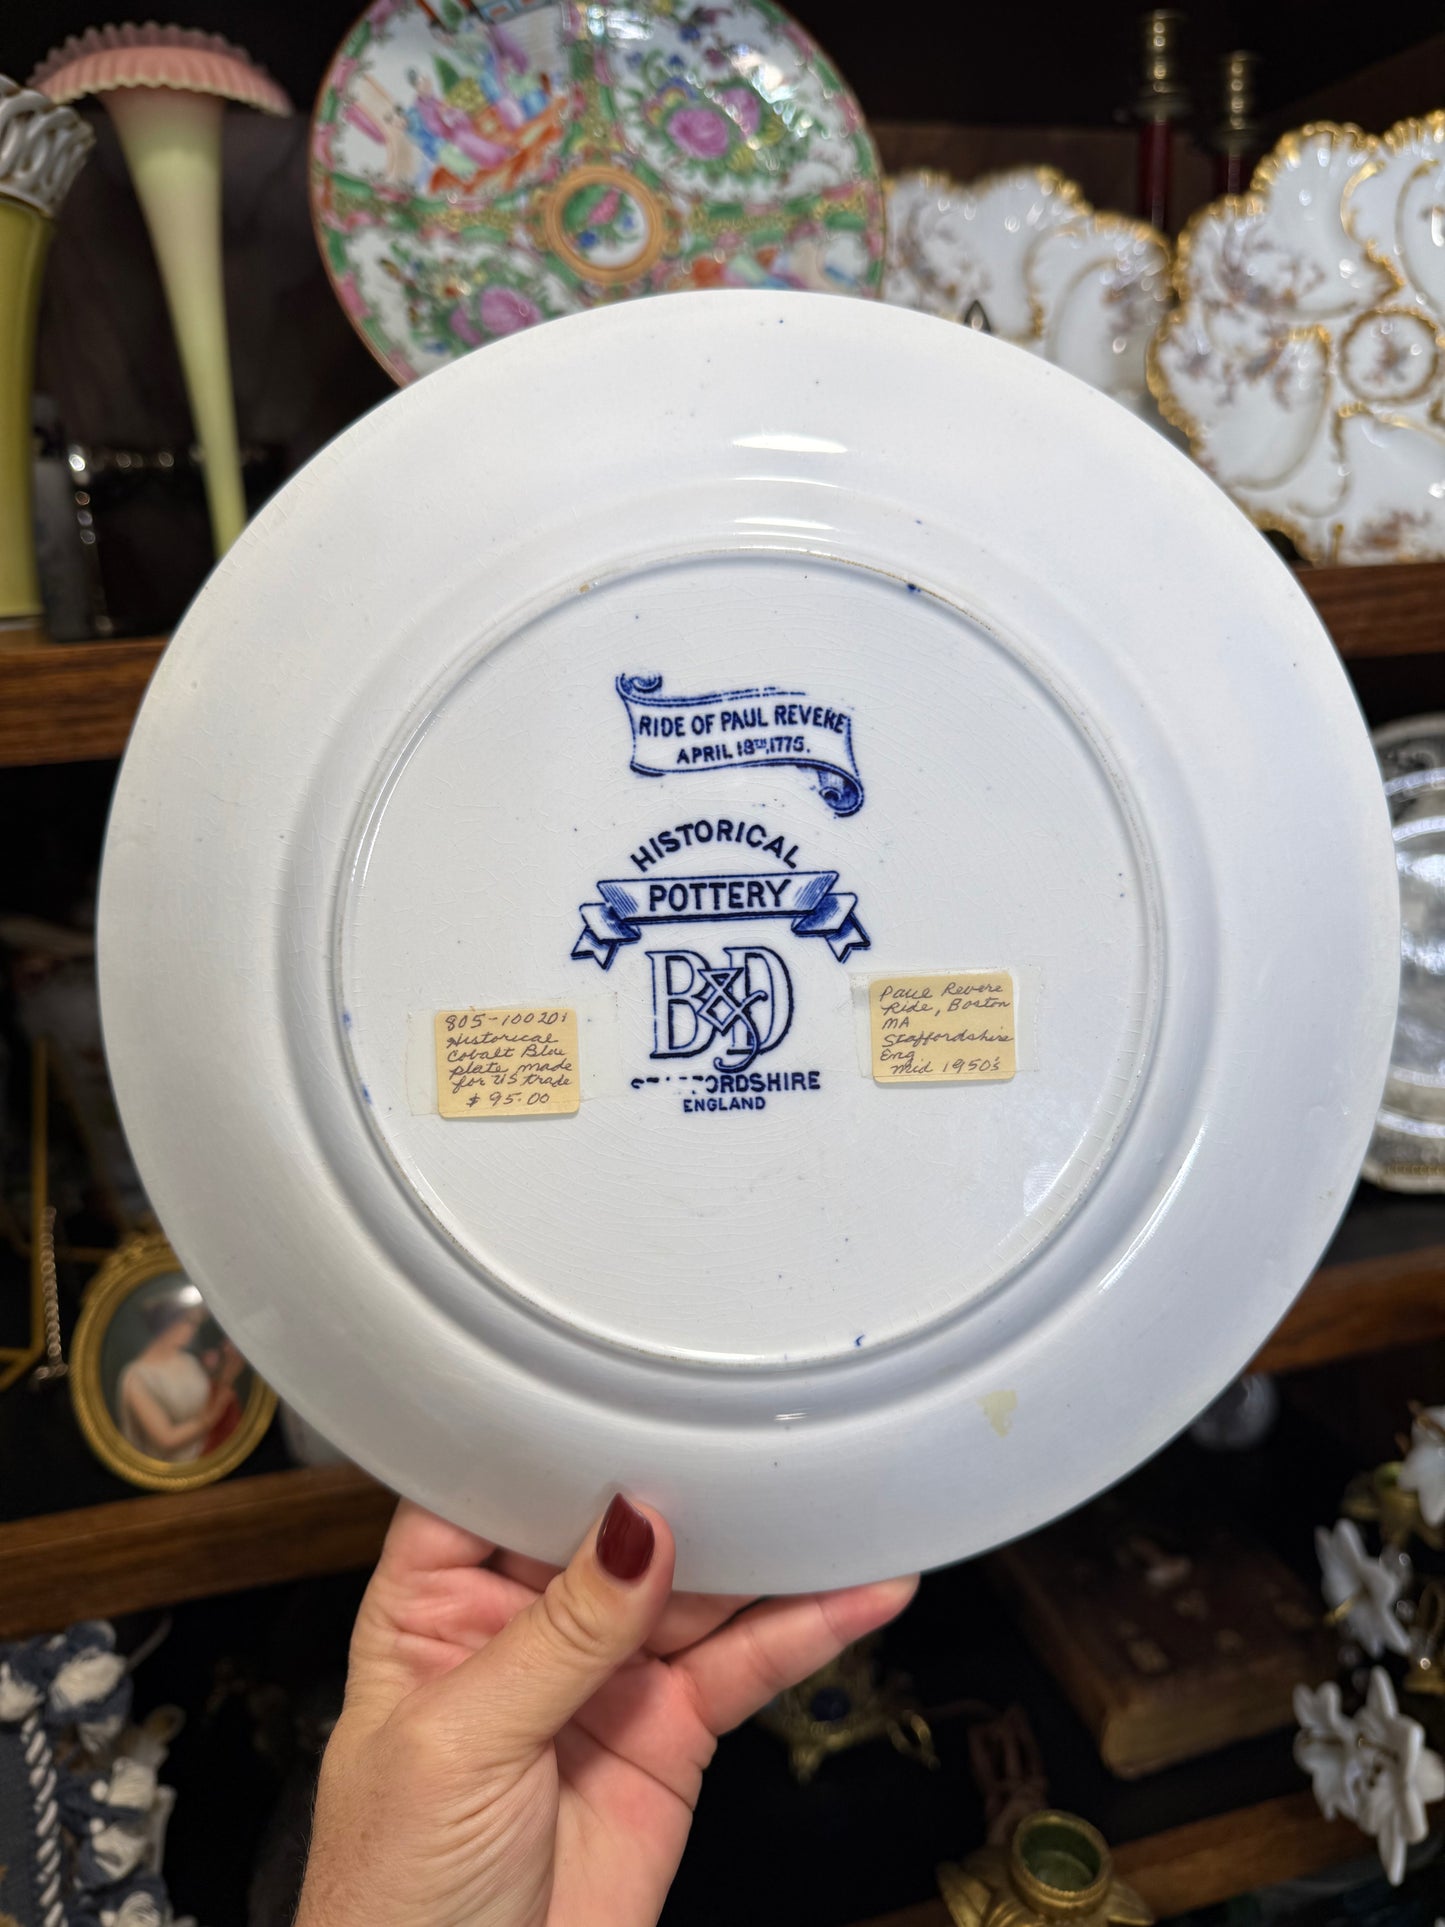 RIDE OF PAUL REVERE
APRIL 18TH, 1775.
HISTORICAL
POTTERY
B&D
STAFFORDSHIRE
ENGLAND
805-100201
Historical
Cobalt Blue
plate made
for US trade
$95.00
Paul Revere
Ride, Boston
MA
Staffordshire
Eng
mid 1950's